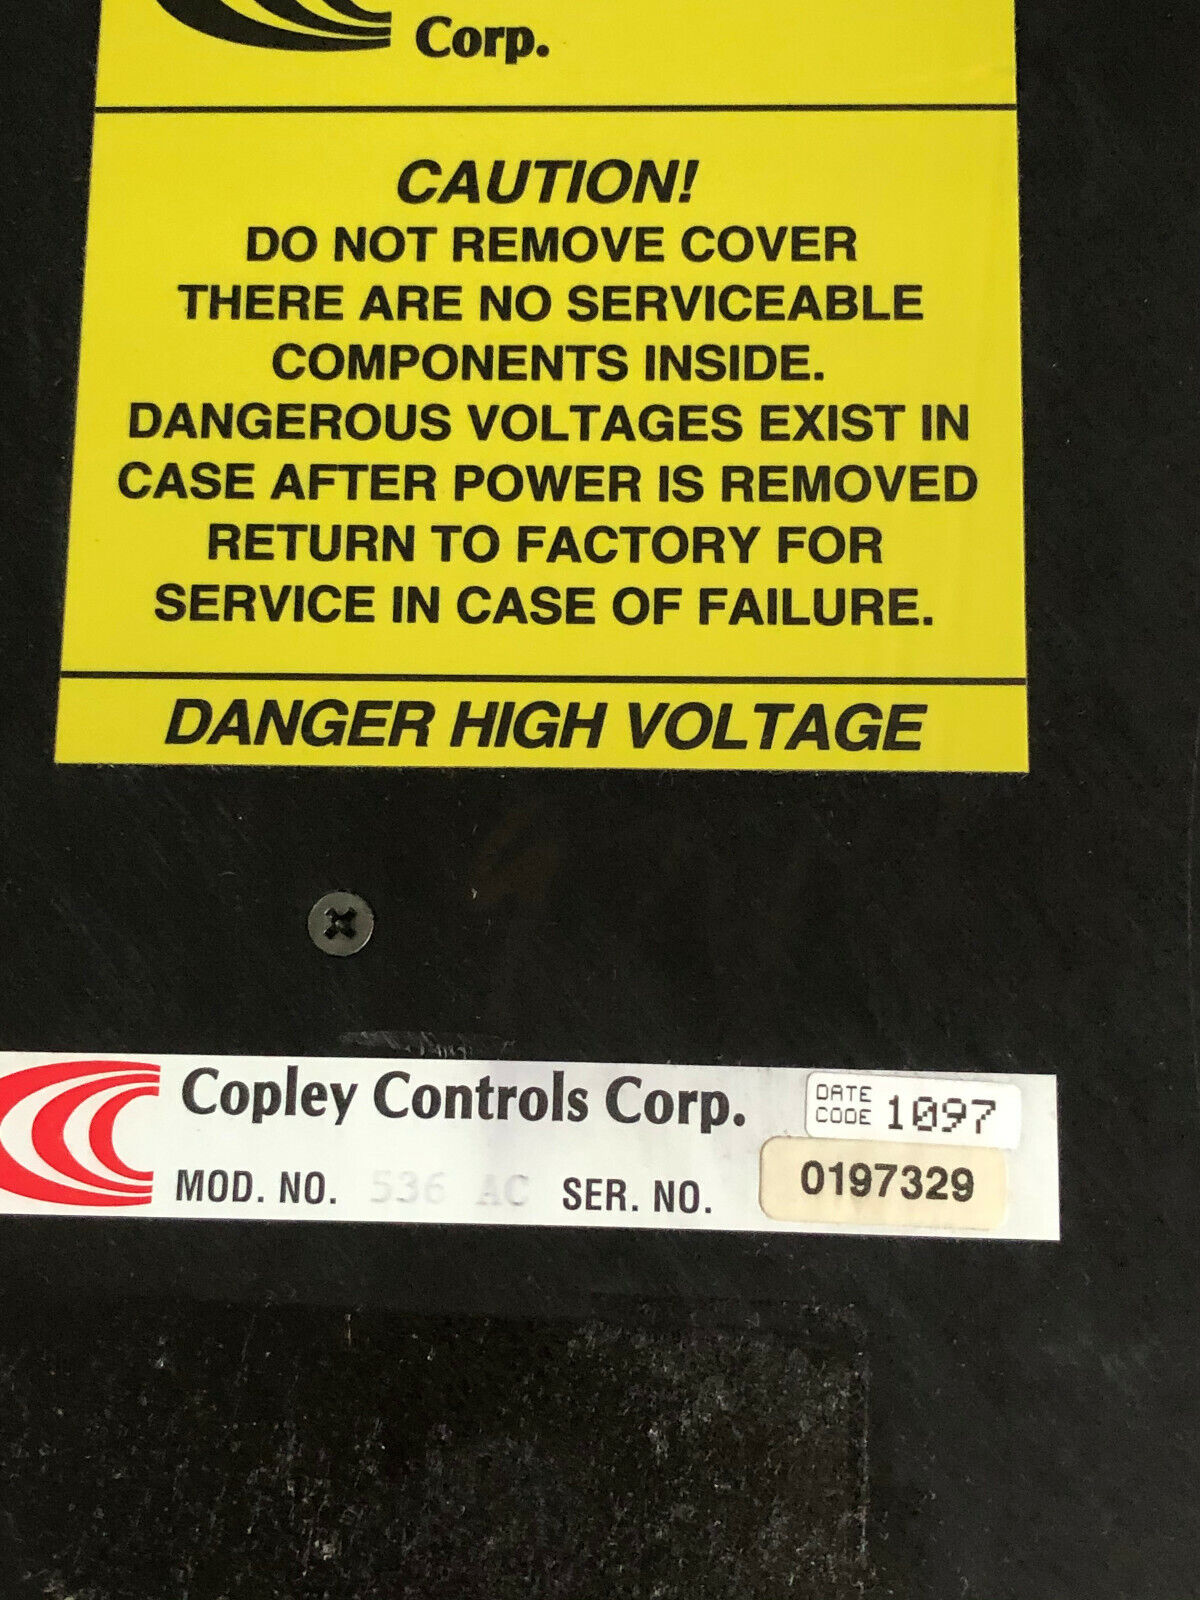 Corp.
CAUTION!
DO NOT REMOVE COVER
THERE ARE NO SERVICEABLE
COMPONENTS INSIDE.
DANGEROUS VOLTAGES EXIST IN
CASE AFTER POWER IS REMOVED
RETURN TO FACTORY FOR
SERVICE IN CASE OF FAILURE.
DANGER HIGH VOLTAGE
Copley Controls Corp.
DATE
CODE 1097
MOD. NO. 536 AC SER. NO. 0197329